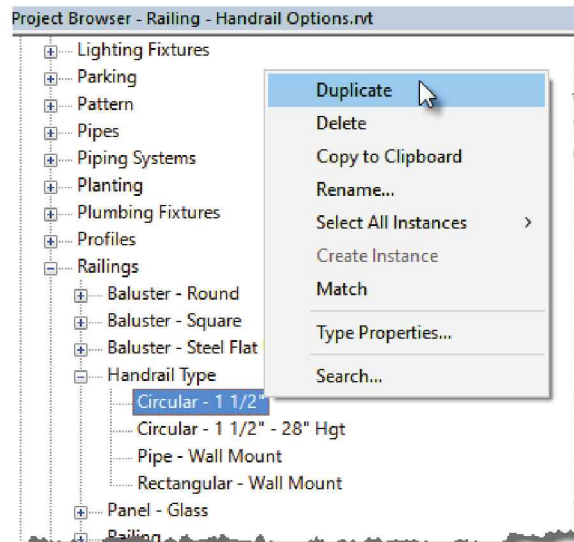 Project Browser - Railing - Handrail Options.rvt
Lighting Fixtures
Parking
Pattern
Pipes
Piping Systems
Planting
Plumbing Fixtures
Profiles
Railings
Baluster - Round
Baluster - Square
Baluster - Steel Flat
Handrail Type
Circular - 1 1/2"
Circular - 1 1/2" - 28" Hgt
Pipe - Wall Mount
Rectangular - Wall Mount
Panel - Glass
Railing
Duplicate
Delete
Copy to Clipboard
Rename...
Select All Instances
Create Instance
Match
Type Properties...
Search...